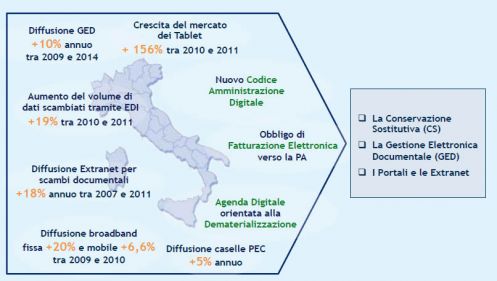 Diffusione GED
+10% annuo
tra 2009 e 2014
Crescita del mercato
dei Tablet
+ 156% tra 2010 e 2011
Aumento del volume di
dati scambiati tramite EDI
+19% tra 2010 e 2011
Nuovo Codice
Amministrazione
Digitale
Obbligo di
Fatturazione Elettronica
verso la PA
Diffusione Extranet per
scambi documentali
+18% annuo tra 2007 e 2011
Agenda Digitale
orientata alla
Dematerializzazione
Diffusione broadband
fissa +20% e mobile +6,6%
tra 2009 e 2010
Diffusione caselle PEC
+5% annuo
La Conservazione
Sostitutiva (CS)
La Gestione Elettronica
Documentale (GED)
I Portali e le Extranet